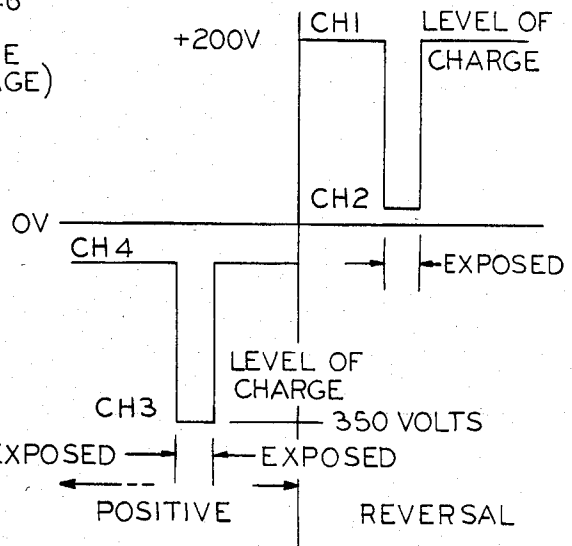 +200V
CH1
LEVEL OF
CHARGE
CH2
0V
CH4
EXPOSED
LEVEL OF
CHARGE
CH3
350 VOLTS
EXPOSED
EXPOSED
POSITIVE
REVERSAL